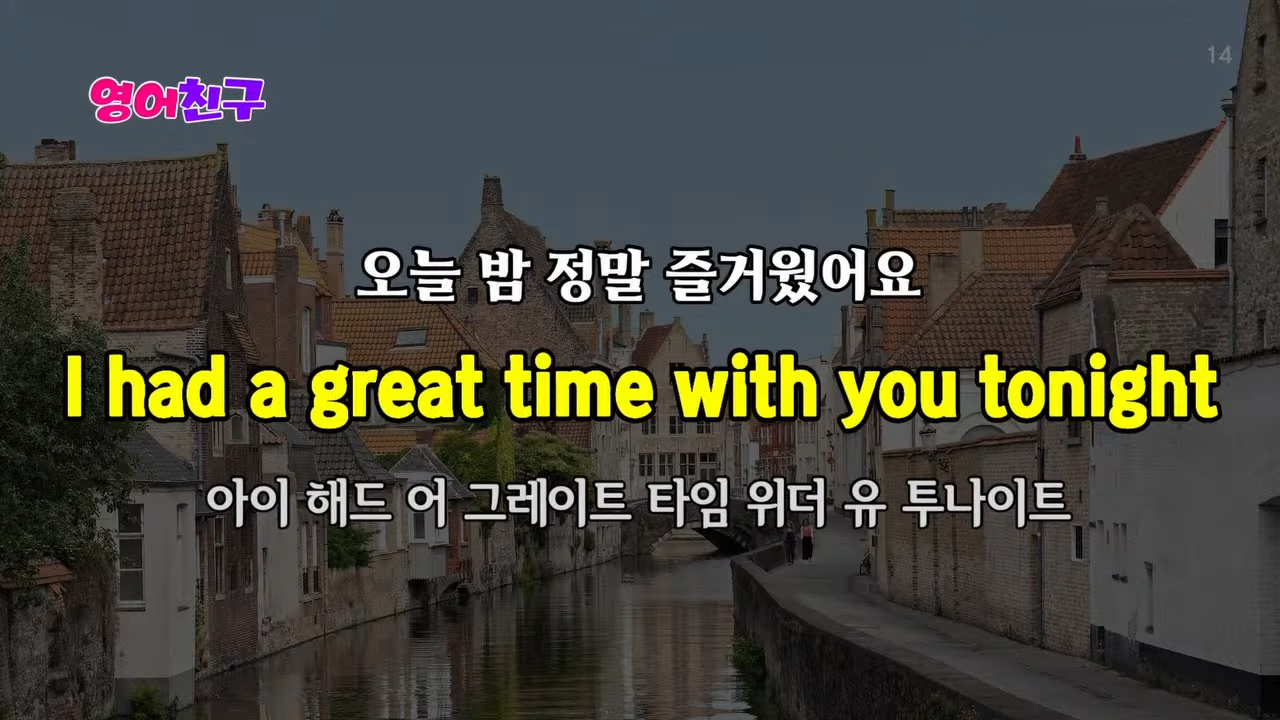 14
영어친구
오늘 밤 정말 즐거웠어요
I had a great time with you tonight
아이 해드 어 그레이트 타임 위더 유 투나이트